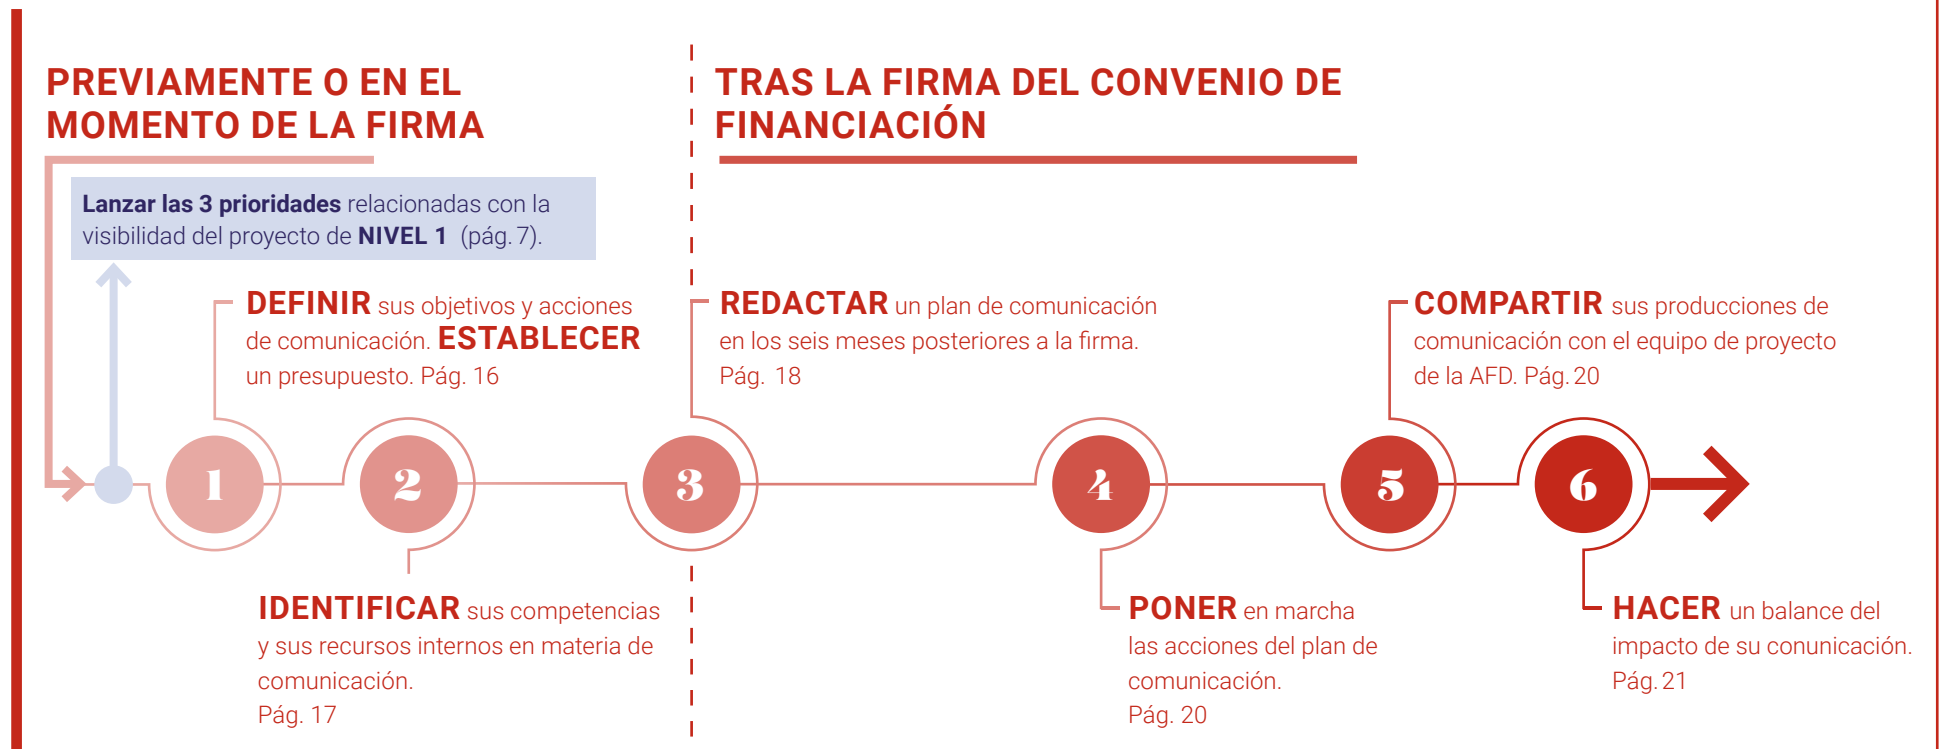 PREVIAMENTE O EN EL
MOMENTO DE LA FIRMA
Lanzar las 3 prioridades relacionadas con la
visibilidad del proyecto de NIVEL 1 (pág. 7).
TRAS LA FIRMA DEL CONVENIO DE
FINANCIACIÓN
DEFINIR sus objetivos y acciones
de comunicación. ESTABLECER
un presupuesto. Pág. 16
REDACTAR un plan de comunicación
en los seis meses posteriores a la firma.
Pág. 18
COMPARTIR sus producciones de
comunicación con el equipo de proyecto
de la AFD. Pág. 20
1
2
3
4
5
6
IDENTIFICAR sus competencias
y sus recursos internos en materia de
comunicación.
Pág. 17
PONER en marcha
las acciones del plan de
comunicación.
Pág. 20
HACER un balance del
impacto de su conunicación.
Pág. 21